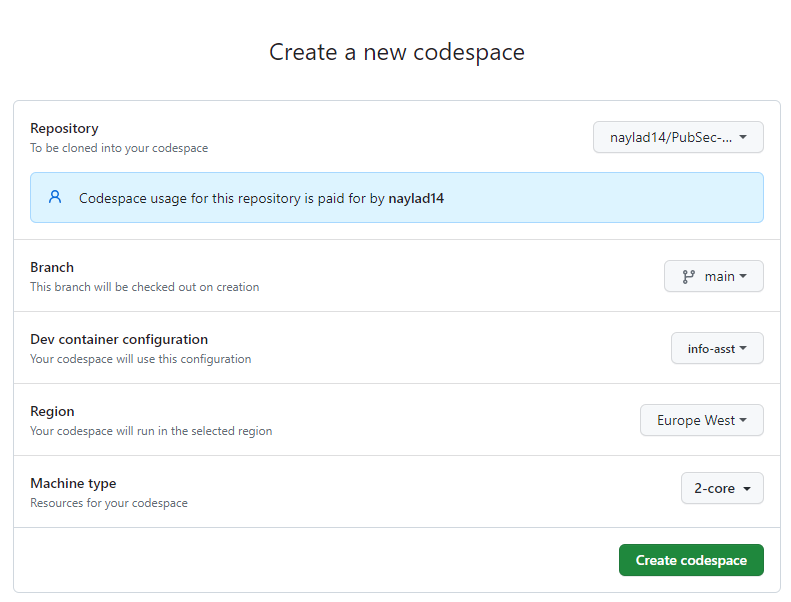 Create a new codespace
Repository
To be cloned into your codespace
naylad14/PubSec-...
Codespace usage for this repository is paid for by naylad14
Branch
This branch will be checked out on creation
main
Dev container configuration
Your codespace will use this configuration
info-asst
Region
Your codespace will run in the selected region
Europe West
Machine type
Resources for your codespace
2-core
Create codespace